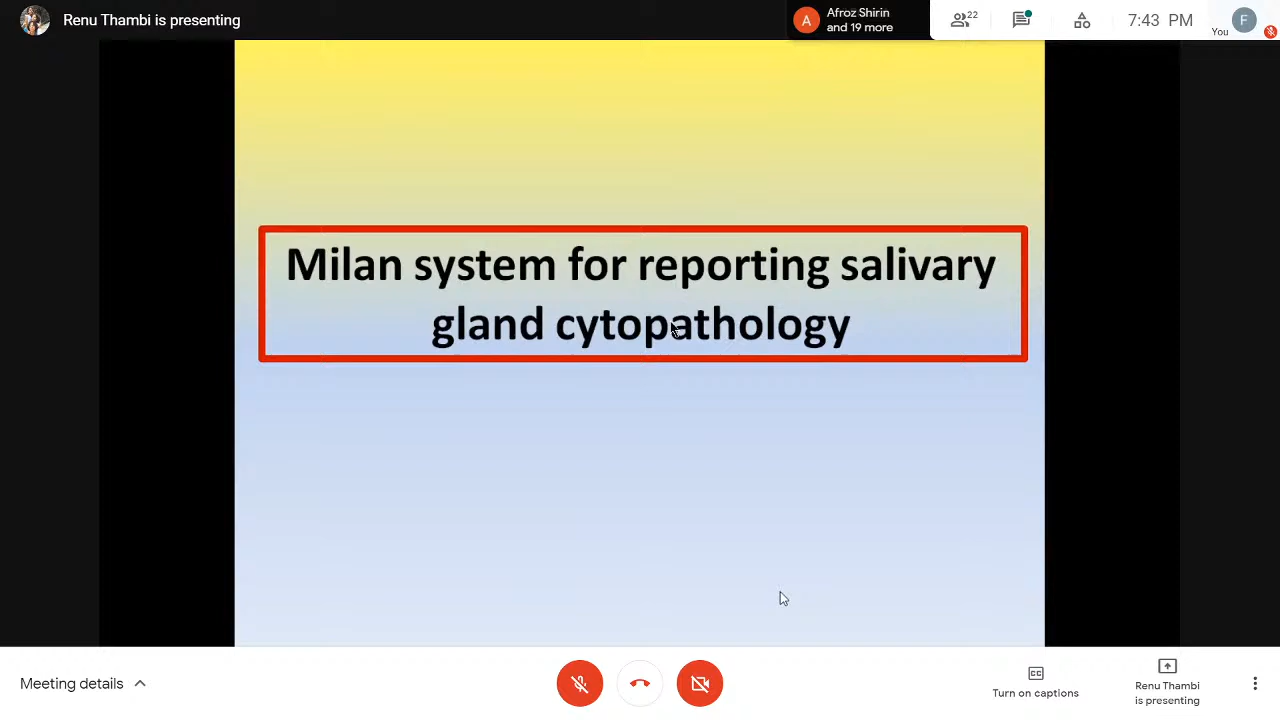 Renu Thambi is presenting
A
Afroz Shirin
and 19 more
22
7:43 PM
You
F
Milan system for reporting salivary
gland cytopathology
Meeting details
CC
Turn on captions
Renu Thambi
is presenting